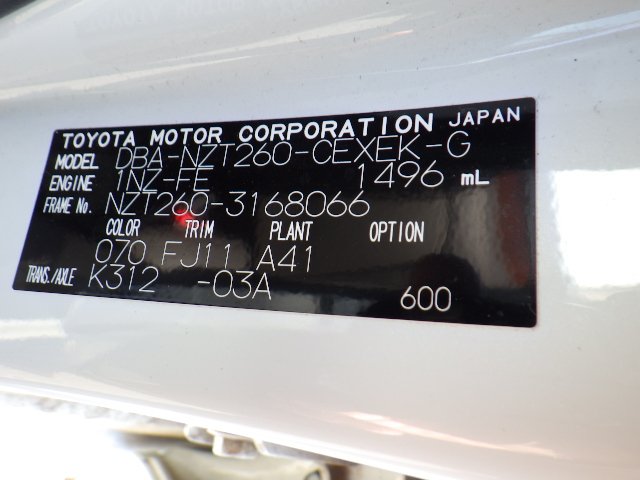 TOYOTA MOTOR CORPORATION JAPAN
MODEL DBA-NZT260-CEXEK-G
ENGINE 1NZ-FE 1496 mL
FRAME No. NZT260-3168066
COLOR TRIM PLANT OPTION
070 FJ11 A41
TRANS./AXLE K312 -03A
600